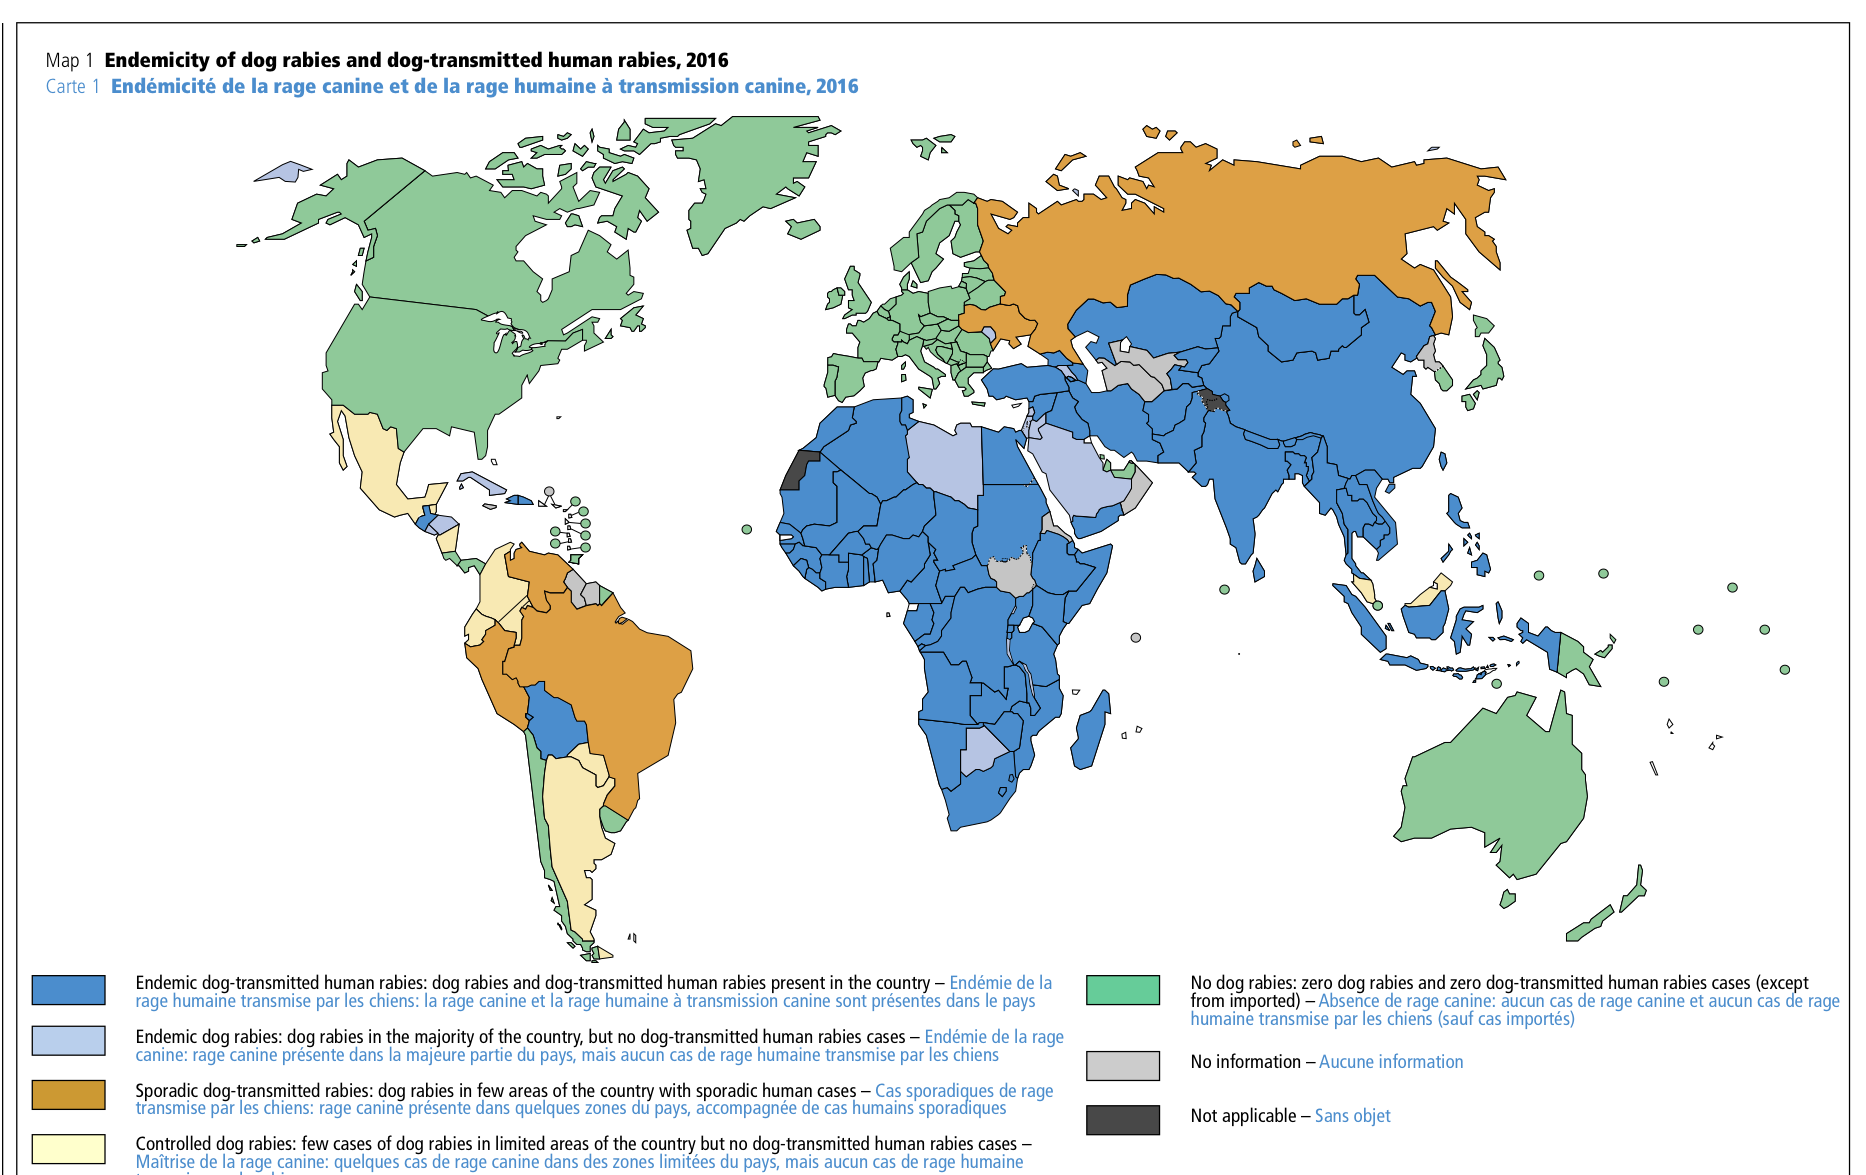 Map 1 Endemicity of dog rabies and dog-transmitted human rabies, 2016
Carte 1 Endémicité de la rage canine et de la rage humaine à transmission canine, 2016
Endemic dog-transmitted human rabies: dog rabies and dog-transmitted human rabies present in the country – Endémie de la
rage humaine transmise par les chiens: la rage canine et la rage humaine à transmission canine sont présentes dans le pays
Endemic dog rabies: dog rabies in the majority of the country, but no dog-transmitted human rabies cases – Endémie de la rage
canine: rage canine présente dans la majeure partie du pays, mais aucun cas de rage humaine transmise par les chiens
Sporadic dog-transmitted rabies: dog rabies in few areas of the country with sporadic human cases – Cas sporadiques de rage
transmise par les chiens: rage canine présente dans quelques zones du pays, accompagnée de cas humains sporadiques
Controlled dog rabies: few cases of dog rabies in limited areas of the country but no dog-transmitted human rabies cases –
Maîtrise de la rage canine: quelques cas de rage canine dans des zones limitées du pays, mais aucun cas de rage humaine
No dog rabies: zero dog rabies and zero dog-transmitted human rabies cases (except
from imported) – Absence de rage canine: aucun cas de rage canine et aucun cas de rage
humaine transmise par les chiens (sauf cas importés)
No information – Aucune information
Not applicable – Sans objet